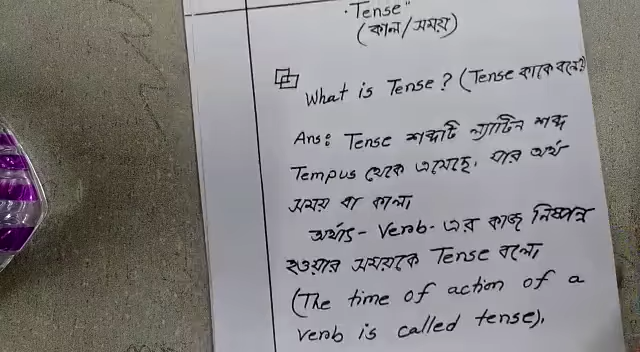 "Tense"
(কাল/সময়)
What is Tense? (Tense কাকে বলে?)
Ans: Tense শব্দটি ল্যাটিন শব্দ
Tempus থেকে এসেছে, যার অর্থ
সময় বা কাল।
অর্থাৎ- Verb- এর কাজ নিষ্পন্ন
হওয়ার সময়কে Tense বলে।
(The time of action of a
verb is called tense).